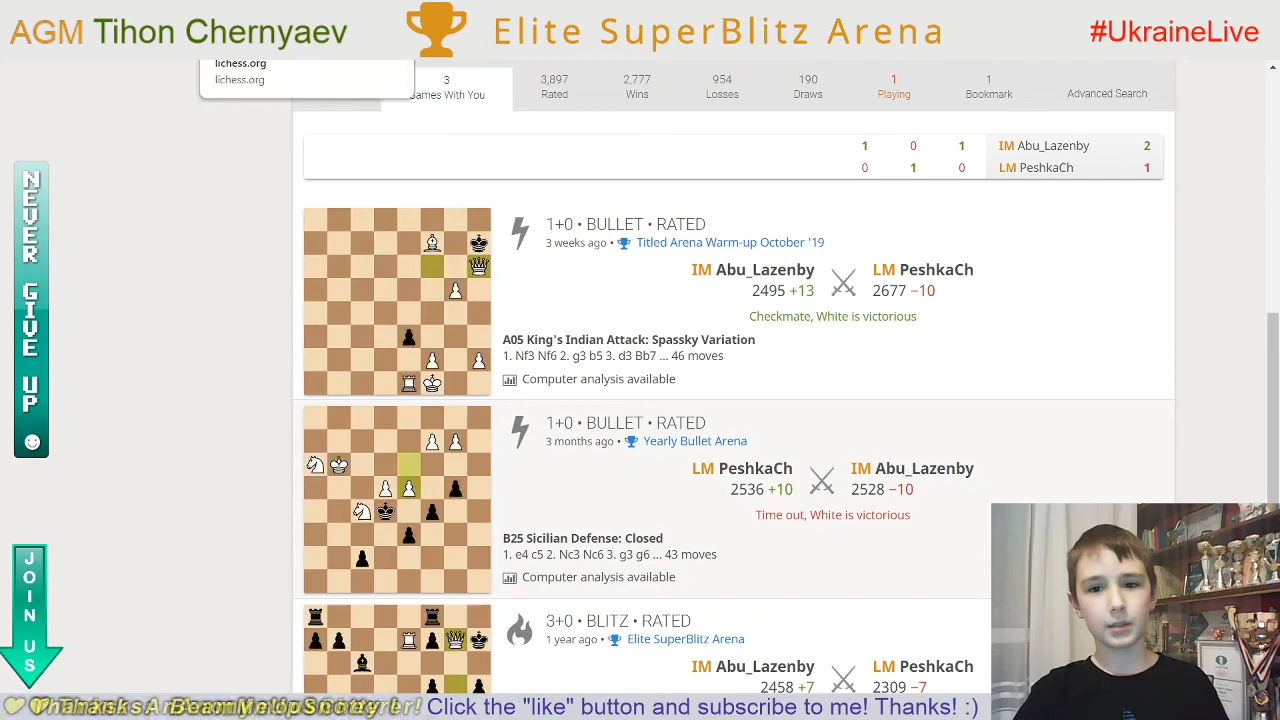 AGM Tihon Chernyaev
Elite SuperBlitz Arena
#UkraineLive
lichess.org
lichess.org
3
Games With You
3,897
Rated
2,777
Wins
954
Losses
190
Draws
1
Playing
1
Bookmark
Advanced Search
1 0 1 IM Abu_Lazenby 2
0 1 0 LM PeshkaCh 1
1+0 • BULLET • RATED
3 weeks ago • Titled Arena Warm-up October '19
IM Abu_Lazenby LM PeshkaCh
2495 +13 2677 −10
Checkmate, White is victorious
A05 King's Indian Attack: Spassky Variation
1. Nf3 Nf6 2. g3 b5 3. d3 Bb7 ... 46 moves
Computer analysis available
1+0 • BULLET • RATED
3 months ago • Yearly Bullet Arena
LM PeshkaCh IM Abu_Lazenby
2536 +10 2528 −10
Time out, White is victorious
B25 Sicilian Defense: Closed
1. e4 c5 2. Nc3 Nc6 3. g3 g6 ... 43 moves
Computer analysis available
3+0 • BLITZ • RATED
1 year ago • Elite SuperBlitz Arena
IM Abu_Lazenby LM PeshkaCh
2458 +7 2309 −7
NEVER GIVE UP
JOIN US
Click the "like" button and subscribe to me! Thanks! :)